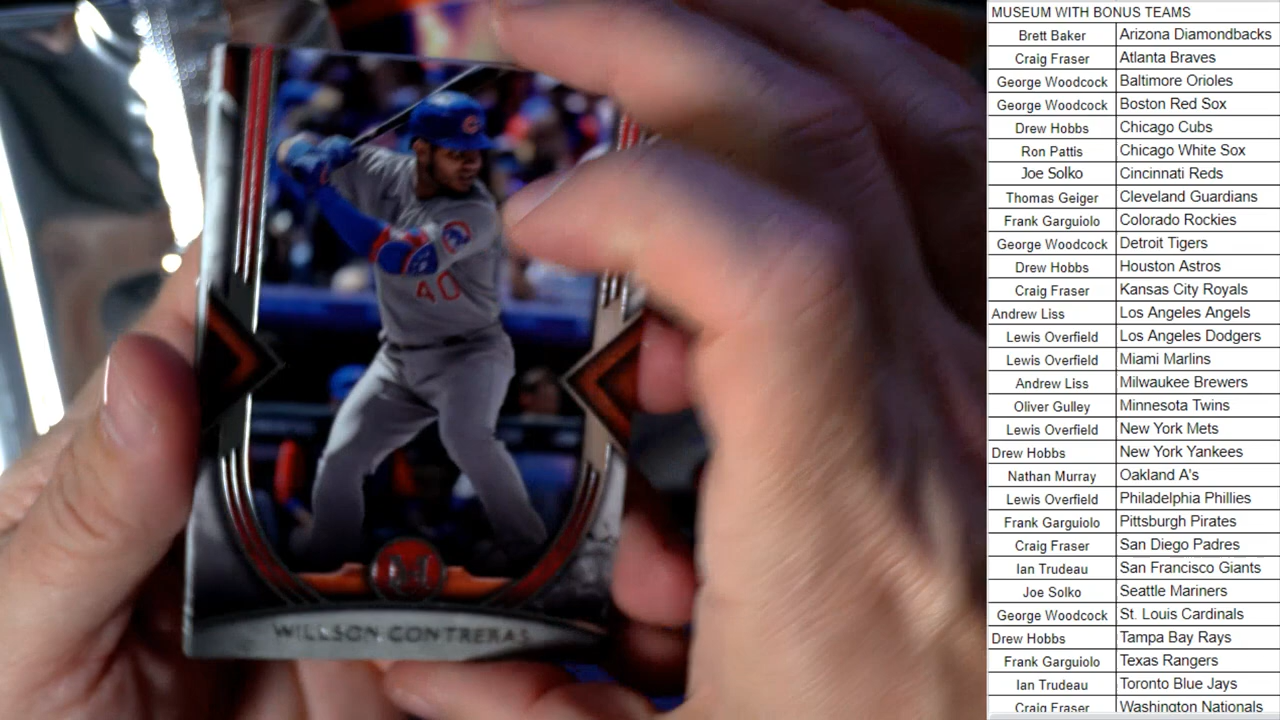 MUSEUM WITH BONUS TEAMS
Brett Baker Arizona Diamondbacks
Craig Fraser Atlanta Braves
George Woodcock Baltimore Orioles
George Woodcock Boston Red Sox
Drew Hobbs Chicago Cubs
Ron Pattis Chicago White Sox
Joe Solko Cincinnati Reds
Thomas Geiger Cleveland Guardians
Frank Garguiolo Colorado Rockies
George Woodcock Detroit Tigers
Drew Hobbs Houston Astros
Craig Fraser Kansas City Royals
Andrew Liss Los Angeles Angels
Lewis Overfield Los Angeles Dodgers
Lewis Overfield Miami Marlins
Andrew Liss Milwaukee Brewers
Oliver Gulley Minnesota Twins
Lewis Overfield New York Mets
Drew Hobbs New York Yankees
Nathan Murray Oakland A's
Lewis Overfield Philadelphia Phillies
Frank Garguiolo Pittsburgh Pirates
Craig Fraser San Diego Padres
Ian Trudeau San Francisco Giants
Joe Solko Seattle Mariners
George Woodcock St. Louis Cardinals
Drew Hobbs Tampa Bay Rays
Frank Garguiolo Texas Rangers
Ian Trudeau Toronto Blue Jays
Craig Fraser Washington Nationals
40
WILLSON CONTRERAS